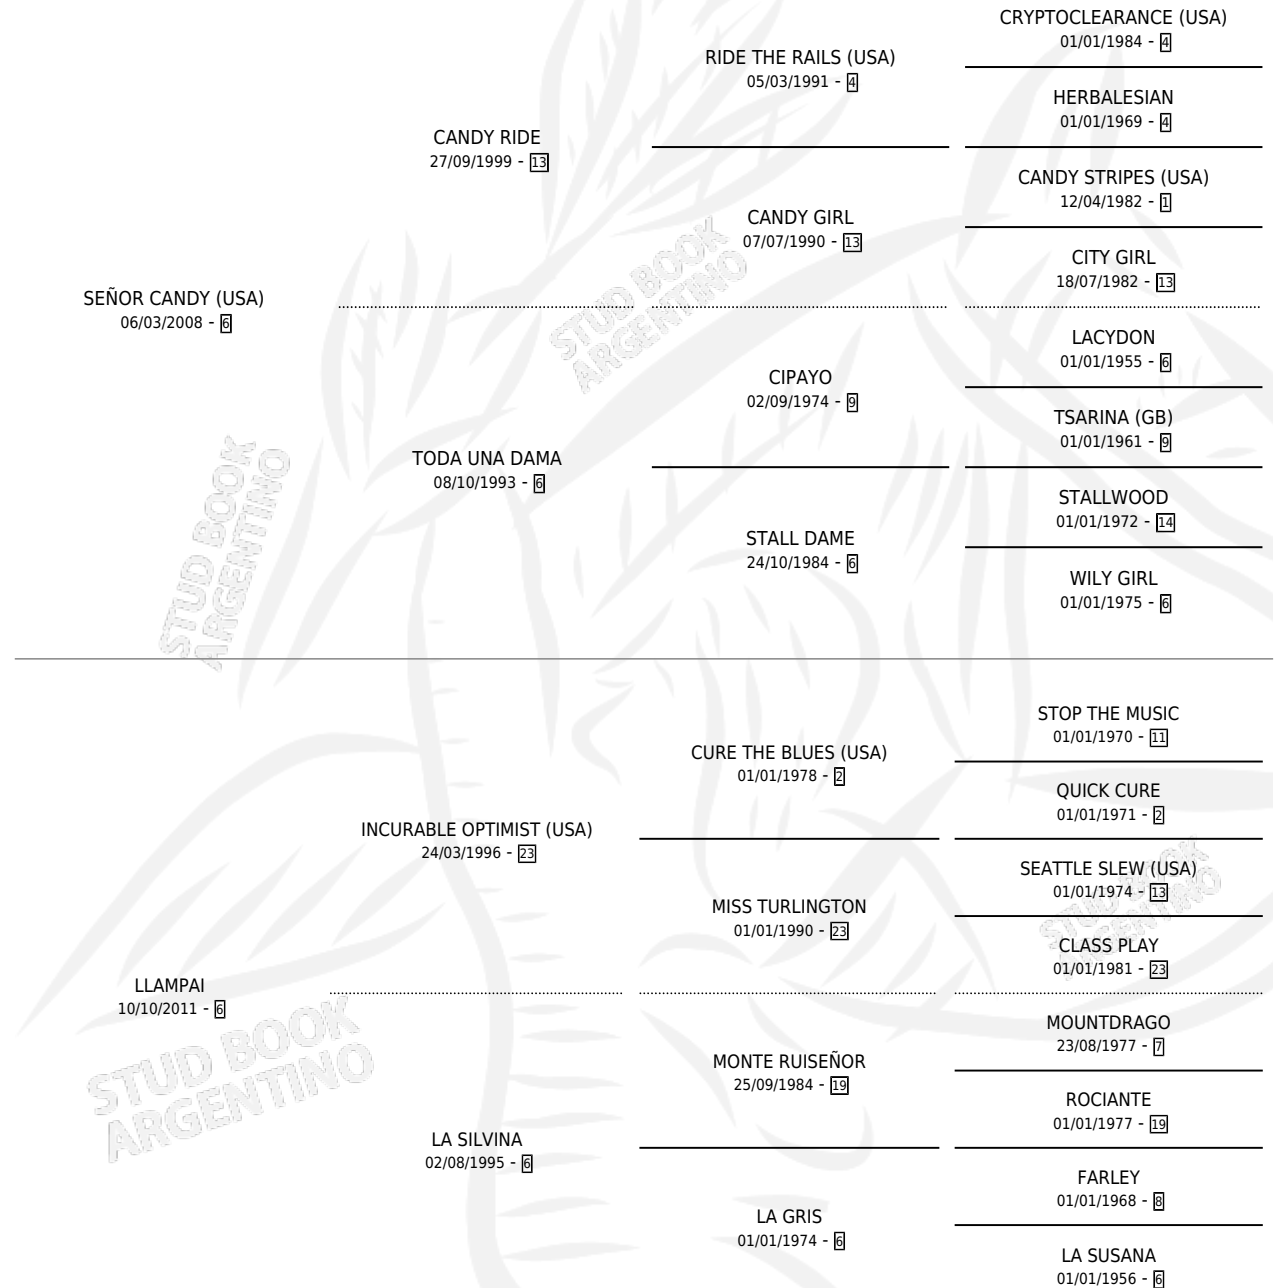 CRYPTOCLEARANCE (USA)
01/01/1984 - 4
RIDE THE RAILS (USA)
05/03/1991 - 4
HERBALESIAN
01/01/1969 - 4
CANDY RIDE
27/09/1999 - 13
CANDY STRIPES (USA)
12/04/1982 - 1
CANDY GIRL
07/07/1990 - 13
CITY GIRL
18/07/1982 - 13
SEÑOR CANDY (USA)
06/03/2008 - 6
LACYDON
01/01/1955 - 6
CIPAYO
02/09/1974 - 9
TSARINA (GB)
01/01/1961 - 9
TODA UNA DAMA
08/10/1993 - 6
STALLWOOD
01/01/1972 - 14
STALL DAME
24/10/1984 - 6
WILY GIRL
01/01/1975 - 6
STOP THE MUSIC
01/01/1970 - 11
CURE THE BLUES (USA)
01/01/1978 - 2
QUICK CURE
01/01/1971 - 2
INCURABLE OPTIMIST (USA)
24/03/1996 - 23
SEATTLE SLEW (USA)
01/01/1974 - 13
MISS TURLINGTON
01/01/1990 - 23
CLASS PLAY
01/01/1981 - 23
LLAMPAI
10/10/2011 - 6
MOUNTDRAGO
23/08/1977 - 7
MONTE RUISEÑOR
25/09/1984 - 19
ROCIANTE
01/01/1977 - 19
LA SILVINA
02/08/1995 - 6
FARLEY
01/01/1968 - 8
LA GRIS
01/01/1974 - 6
LA SUSANA
01/01/1956 - 6
STUD BOOK
ARGENTINO
STUD BOOK
ARGENTINO
STUD BOOK
ARGENTINO
STUD BOOK
ARGENTINO